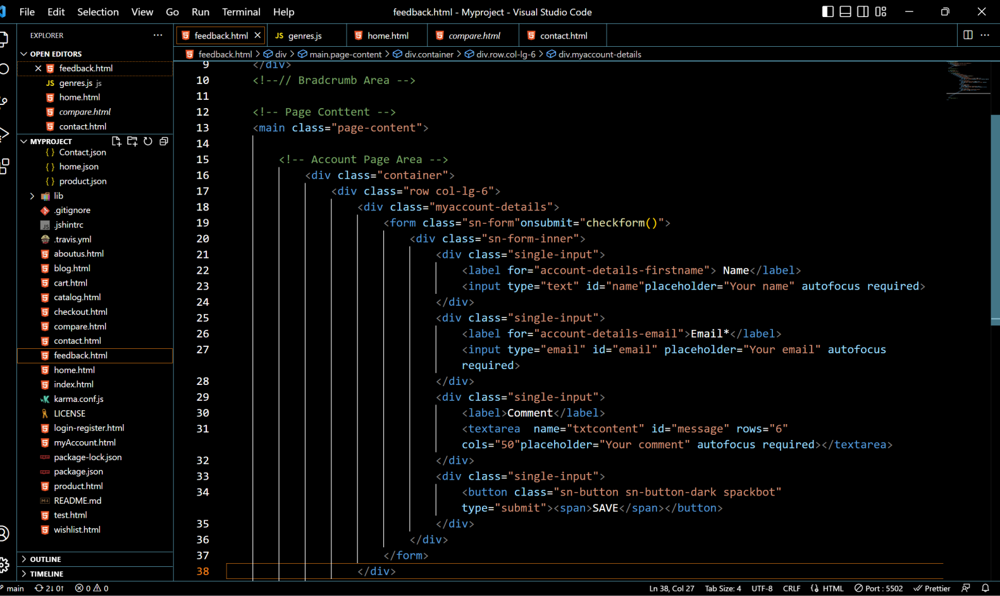 File Edit Selection View Go Run Terminal Help
feedback.html - Myproject - Visual Studio Code
EXPLORER
feedback.html
JS genres.js
home.html
compare.html
contact.html
OPEN EDITORS
feedback.html
JS genres.js js
home.html
compare.html
contact.html
MYPROJECT
{ } Contact.json
{ } home.json
{ } product.json
lib
.gitignore
JS .jshintrc
.travis.yml
aboutus.html
blog.html
cart.html
catalog.html
checkout.html
compare.html
contact.html
feedback.html
home.html
index.html
karma.conf.js
LICENSE
login-register.html
myAccount.html
package-lock.json
package.json
product.html
README.md
test.html
wishlist.html
OUTLINE
TIMELINE
feedback.html > div > main.page-content > div.container > div.row.col-lg-6 > div.myaccount-details
9 </div>
10 <!--// Bradcrumb Area -->
11
12 <!-- Page Conttent -->
13 <main class="page-content">
14
15 <!-- Account Page Area -->
16 <div class="container">
17 <div class="row col-lg-6">
18 <div class="myaccount-details">
19 <form class="sn-form"onsubmit="checkform()">
20 <div class="sn-form-inner">
21 <div class="single-input">
22 <label for="account-details-firstname"> Name</label>
23 <input type="text" id="name"placeholder="Your name" autofocus required>
24 </div>
25 <div class="single-input">
26 <label for="account-details-email">Email*</label>
27 <input type="email" id="email" placeholder="Your email" autofocus
required>
28 </div>
29 <div class="single-input">
30 <label>Comment</label>
31 <textarea  name="txtcontent" id="message" rows="6"
cols="50"placeholder="Your comment" autofocus required></textarea>
32 </div>
33 <div class="single-input">
34 <button class="sn-button sn-button-dark spackbot"
type="submit"><span>SAVE</span></button>
35 </div>
36 </div>
37 </form>
38 </div>
main 2↓ 0↑ 0 0
Ln 38, Col 27 Tab Size: 4 UTF-8 CRLF HTML Port : 5502 Prettier